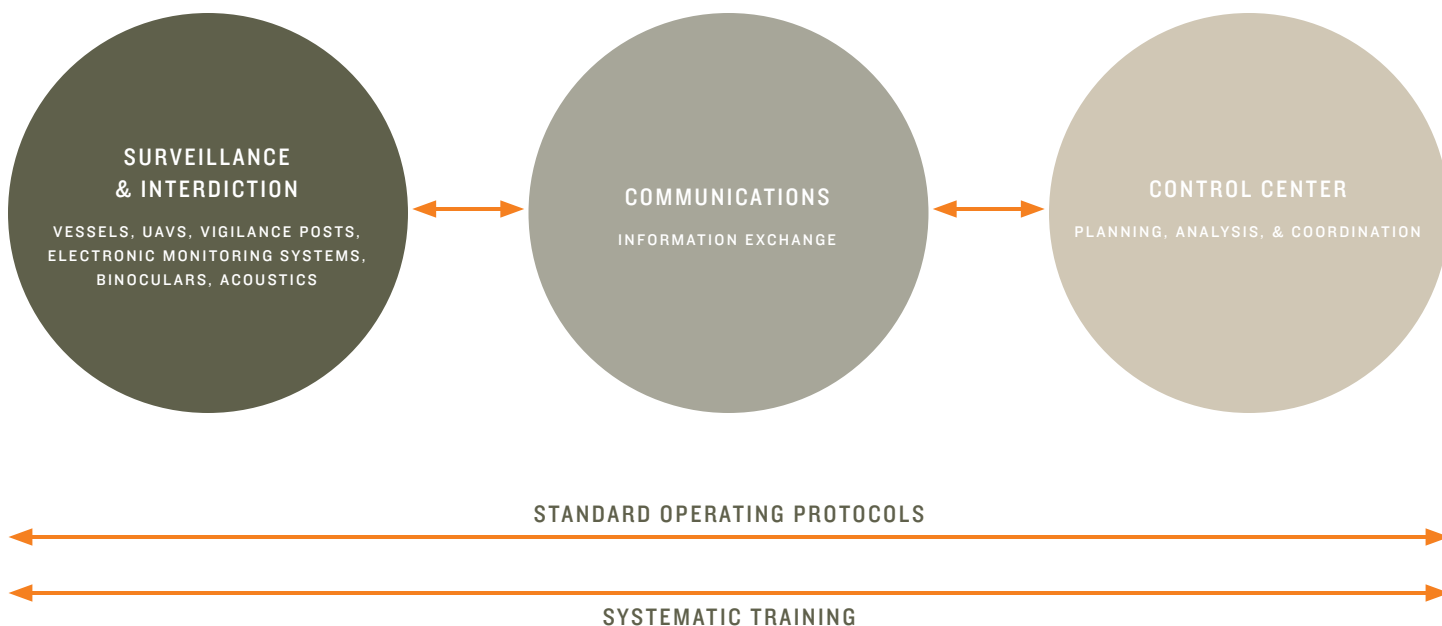 SURVEILLANCE
& INTERDICTION
VESSELS, UAVS, VIGILANCE POSTS,
ELECTRONIC MONITORING SYSTEMS,
BINOCULARS, ACOUSTICS
COMMUNICATIONS
INFORMATION EXCHANGE
CONTROL CENTER
PLANNING, ANALYSIS, & COORDINATION
STANDARD OPERATING PROTOCOLS
SYSTEMATIC TRAINING